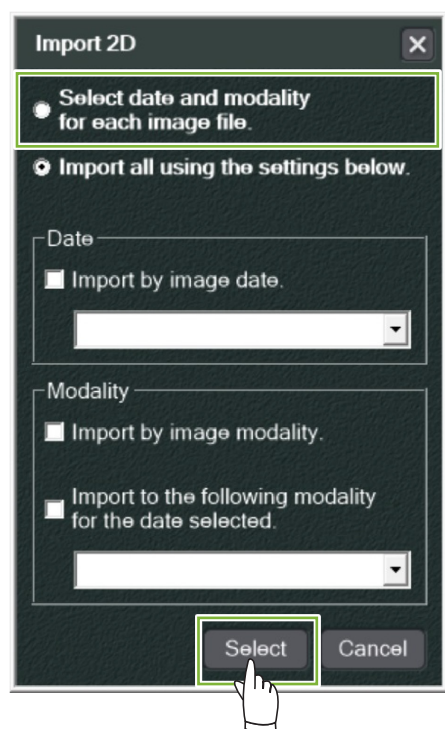 Import 2D
Select date and modality
for each image file.
Import all using the settings below.
Date
Import by image date.
Modality
Import by image modality.
Import to the following modality
for the date selected.
Select
Cancel